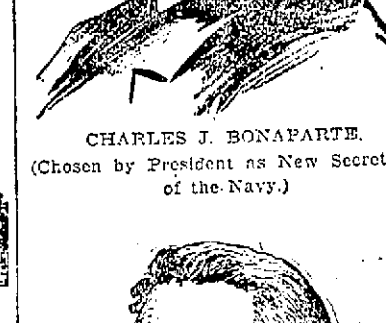 CHARLES J. BONAPARTE.
(Chosen by President as New Secret
of the Navy.)